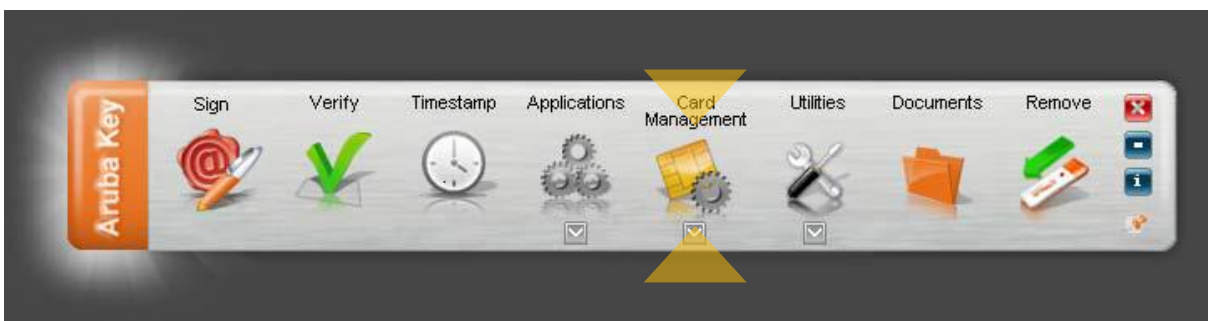 Aruba Key
Sign
Verify
Timestamp
Applications
Card
Management
Utilities
Documents
Remove